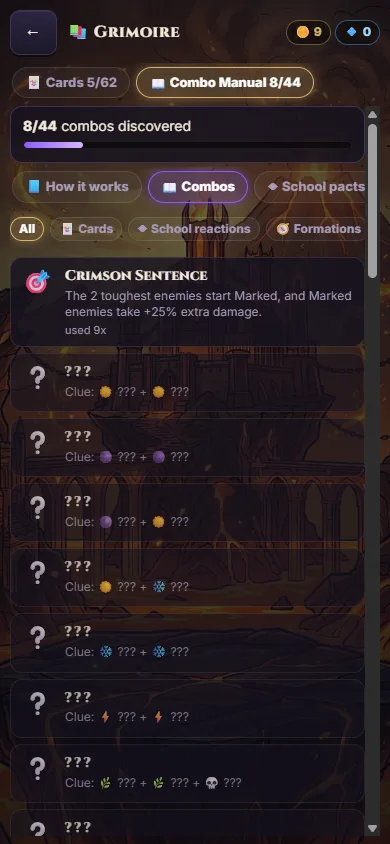 ←
Grimoire
9
0
Cards 5/62
Combo Manual 8/44
8/44 combos discovered
How it works
Combos
School pacts
All
Cards
School reactions
Formations
Crimson Sentence
The 2 toughest enemies start Marked, and Marked
enemies take +25% extra damage.
used 9x
?
???
Clue: ??? + ???
?
???
Clue: ??? + ???
?
???
Clue: ??? + ???
?
???
Clue: ??? + ???
?
???
Clue: ??? + ???
?
???
Clue: ??? + ???
?
???
Clue: ??? + ??? + ???
?
???